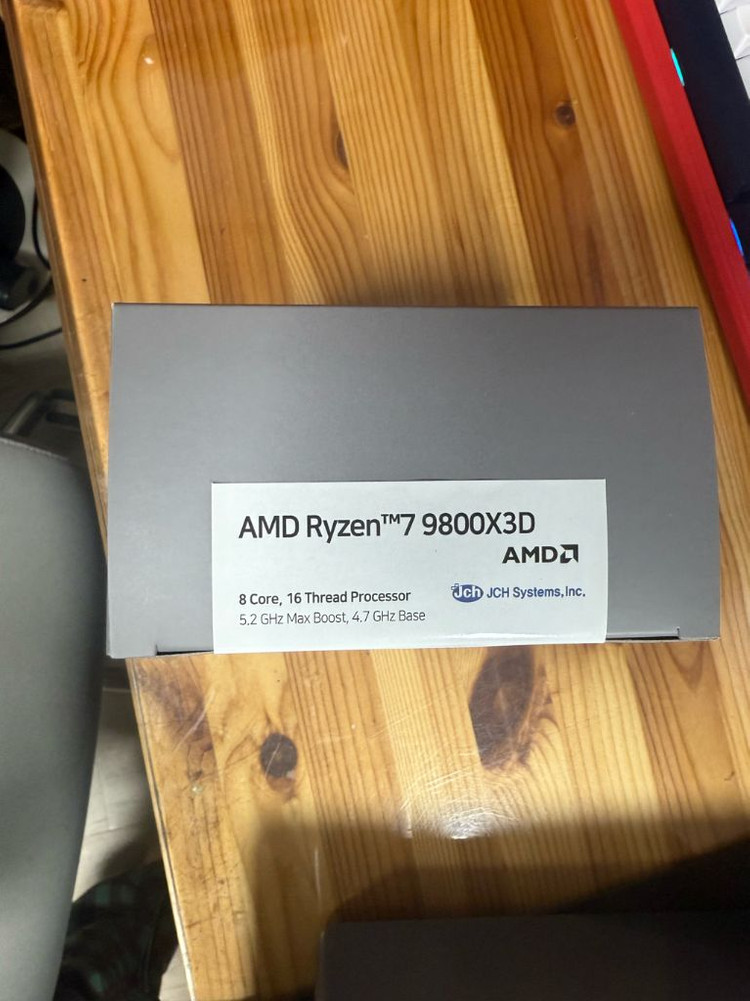 AMD Ryzen™7 9800X3D
AMD
8 Core, 16 Thread Processor
Jch JCH Systems,Inc.
5.2 GHz Max Boost, 4.7 GHz Base